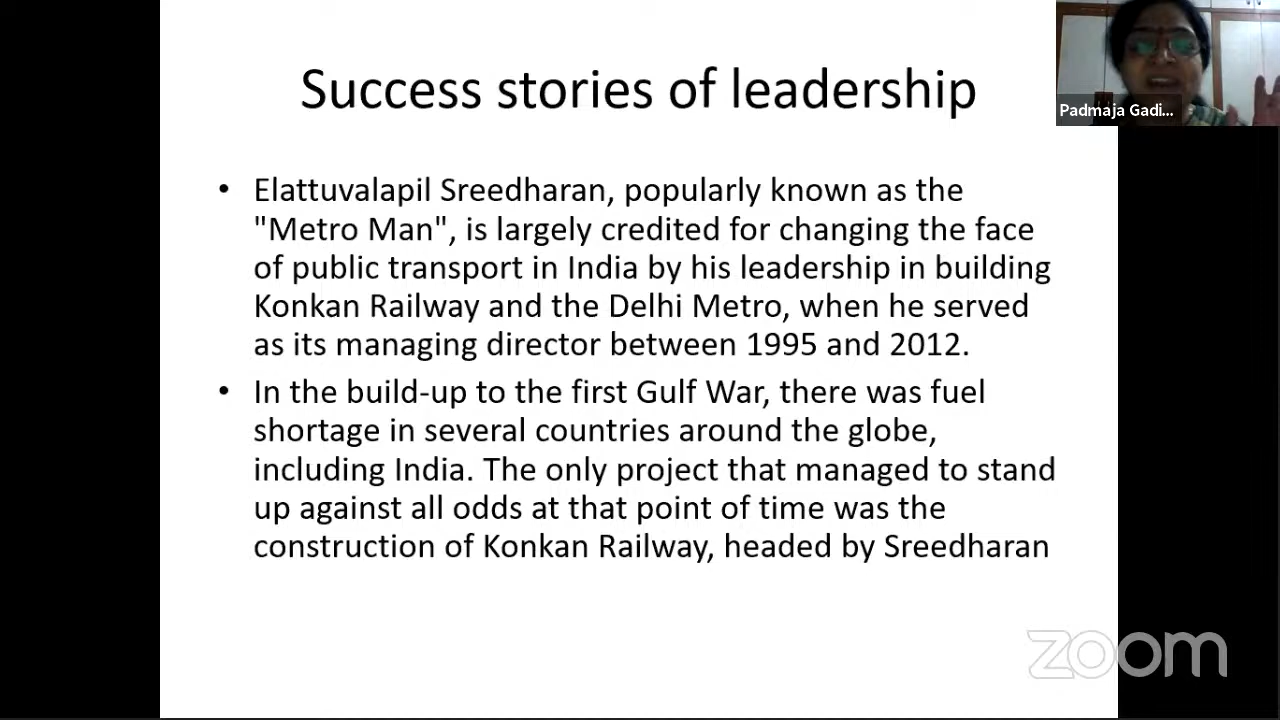 Success stories of leadership
Padmaja Gadi...
• Elattuvalapil Sreedharan, popularly known as the
"Metro Man", is largely credited for changing the face
of public transport in India by his leadership in building
Konkan Railway and the Delhi Metro, when he served
as its managing director between 1995 and 2012.
• In the build-up to the first Gulf War, there was fuel
shortage in several countries around the globe,
including India. The only project that managed to stand
up against all odds at that point of time was the
construction of Konkan Railway, headed by Sreedharan
zoom